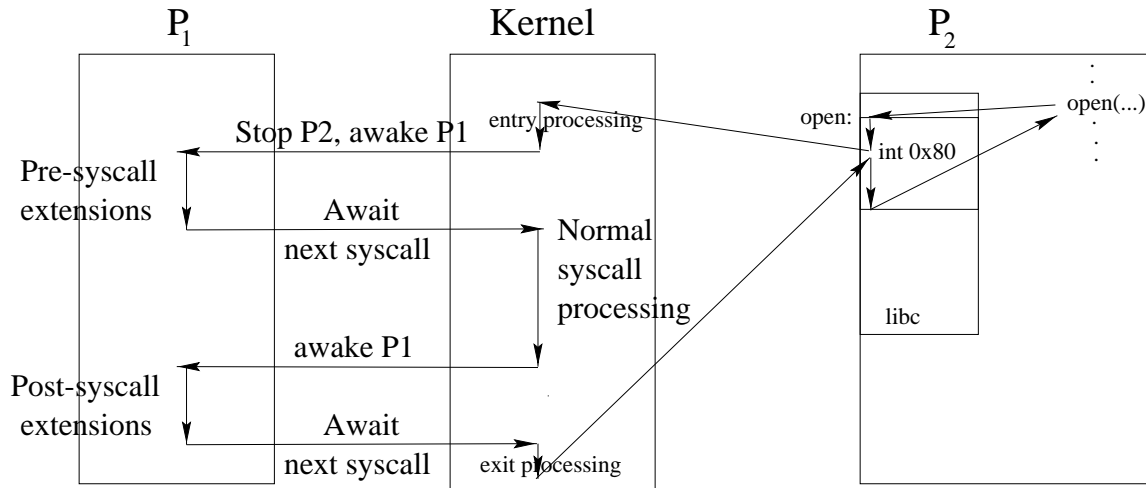 P1
Kernel
P2
Stop P2, awake P1
entry processing
open:
open(...)
int 0x80
Pre-syscall
extensions
Await
next syscall
Normal
syscall
processing
libc
awake P1
Post-syscall
extensions
Await
next syscall
exit processing